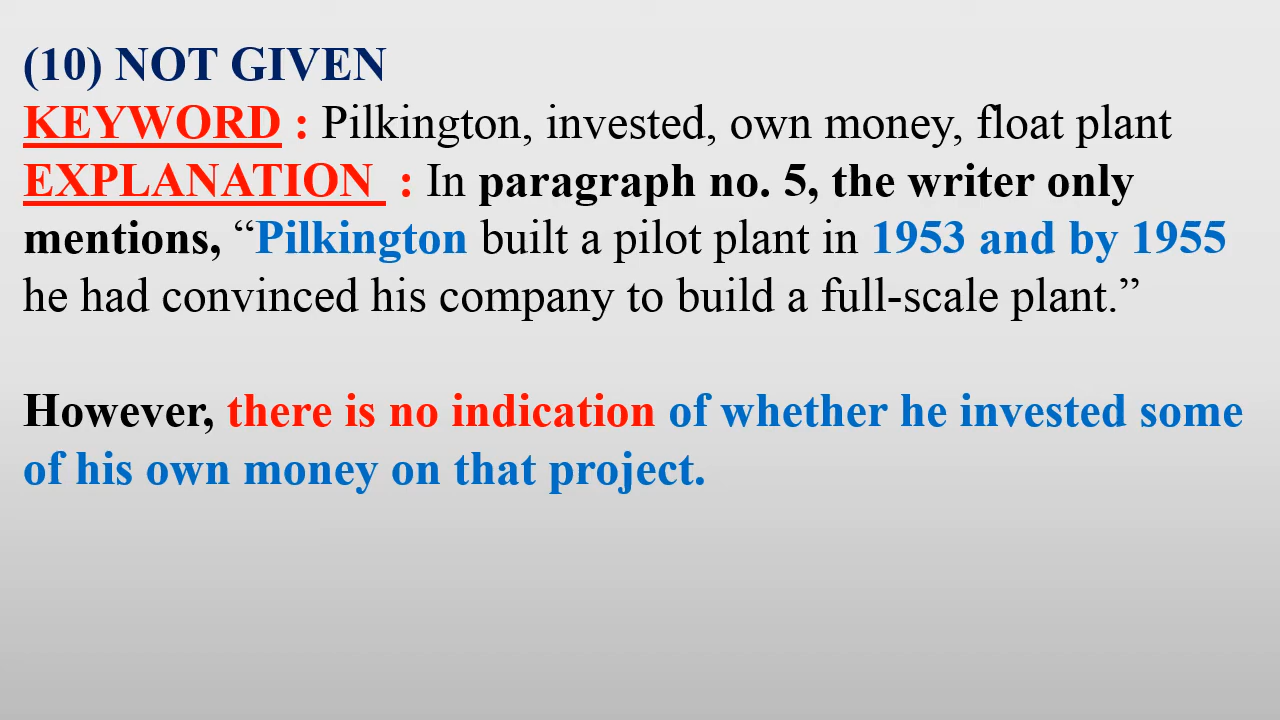 (10) NOT GIVEN
KEYWORD : Pilkington, invested, own money, float plant
EXPLANATION : In paragraph no. 5, the writer only
mentions, “Pilkington built a pilot plant in 1953 and by 1955
he had convinced his company to build a full-scale plant.”
However, there is no indication of whether he invested some
of his own money on that project.